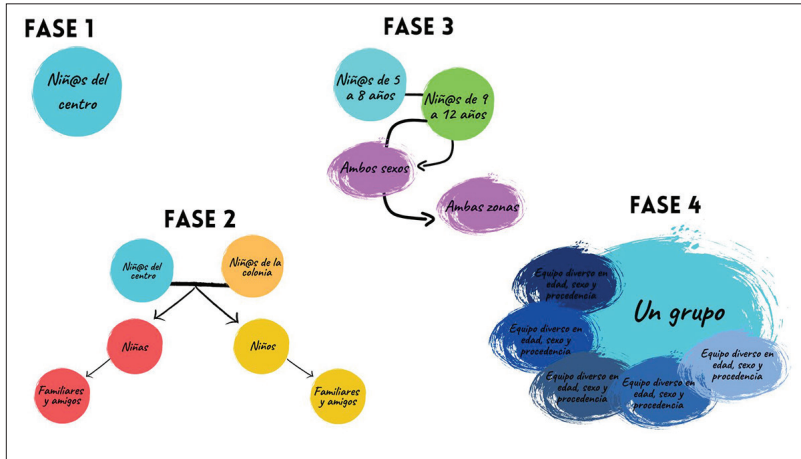 FASE 1
Niñ@s del
centro
FASE 2
Niñ@s del
centro
Niñ@s de la
colonia
Niñas
Niños
Familiares
y amigos
Familiares
y amigos
FASE 3
Niñ@s de 5
a 8 años
Niñ@s de 9
a 12 años
Ambos sexos
Ambas zonas
FASE 4
Un grupo
Equipo diverso en
edad, sexo y
procedencia
Equipo diverso en
edad, sexo y
procedencia
Equipo diverso en
edad, sexo y
procedencia
Equipo diverso en
edad, sexo y
procedencia
Equipo diverso en
edad, sexo y
procedencia